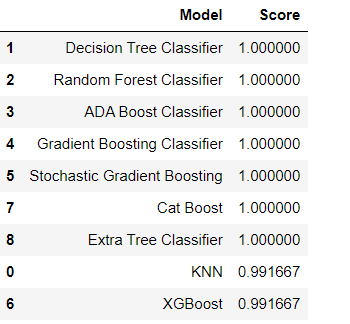 Model Score
1 Decision Tree Classifier 1.000000
2 Random Forest Classifier 1.000000
3 ADA Boost Classifier 1.000000
4 Gradient Boosting Classifier 1.000000
5 Stochastic Gradient Boosting 1.000000
7 Cat Boost 1.000000
8 Extra Tree Classifier 1.000000
0 KNN 0.991667
6 XGBoost 0.991667